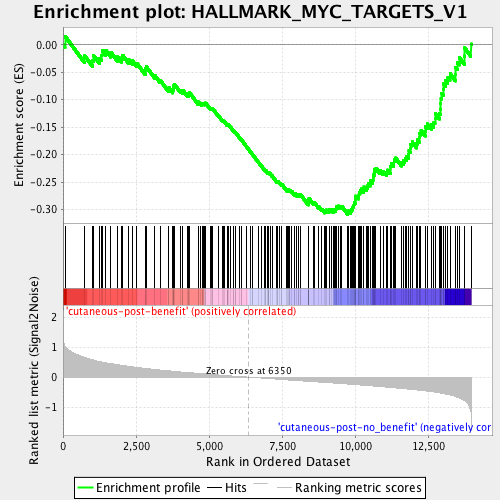 Enrichment plot: HALLMARK_MYC_TARGETS_V1
Enrichment score (ES)
0.00
-0.05
-0.10
-0.15
-0.20
-0.25
-0.30
'cutaneous-post-benefit' (positively correlated)
Ranked list metric (Signal2Noise)
2
1
0
-1
Zero cross at 6350
'cutaneous-post-no_benefit' (negatively cor
0
2,500
5,000
7,500
10,000
12,500
Rank in Ordered Dataset
Enrichment profile
Hits
Ranking metric scores